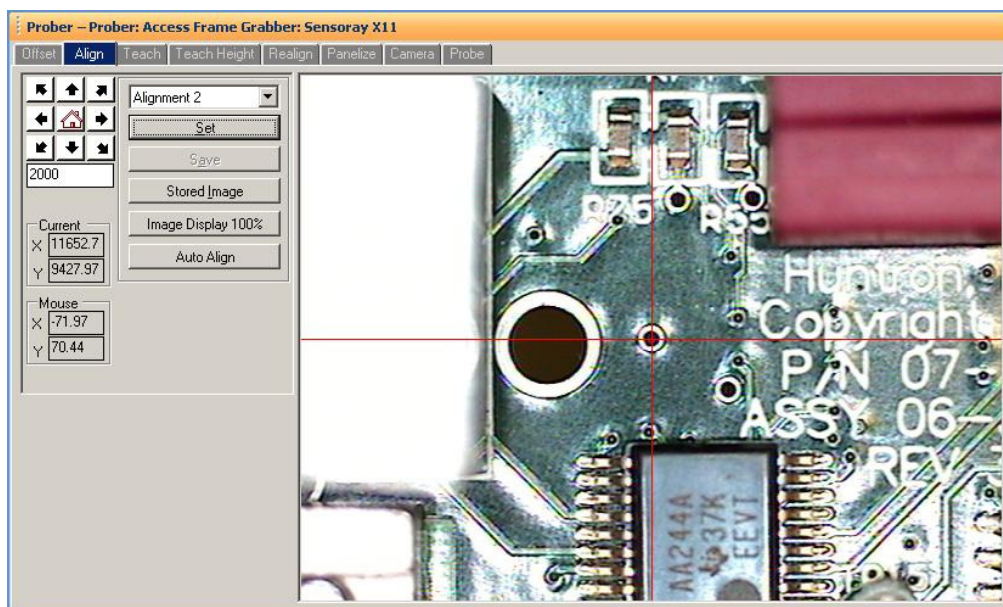 Prober – Prober: Access Frame Grabber: Sensoray X11
Offset Align Teach Teach Height Realign Panelize Camera Probe
Alignment 2
Set
Save
2000
Stored Image
Image Display 100%
Auto Align
Current
X 11652.7
Y 9427.97
Mouse
X -71.97
Y 70.44
R75 R55
Huntron,
Copyright
P/N 07-
ASSY 06-
REV
AA244A
37K
EEVT